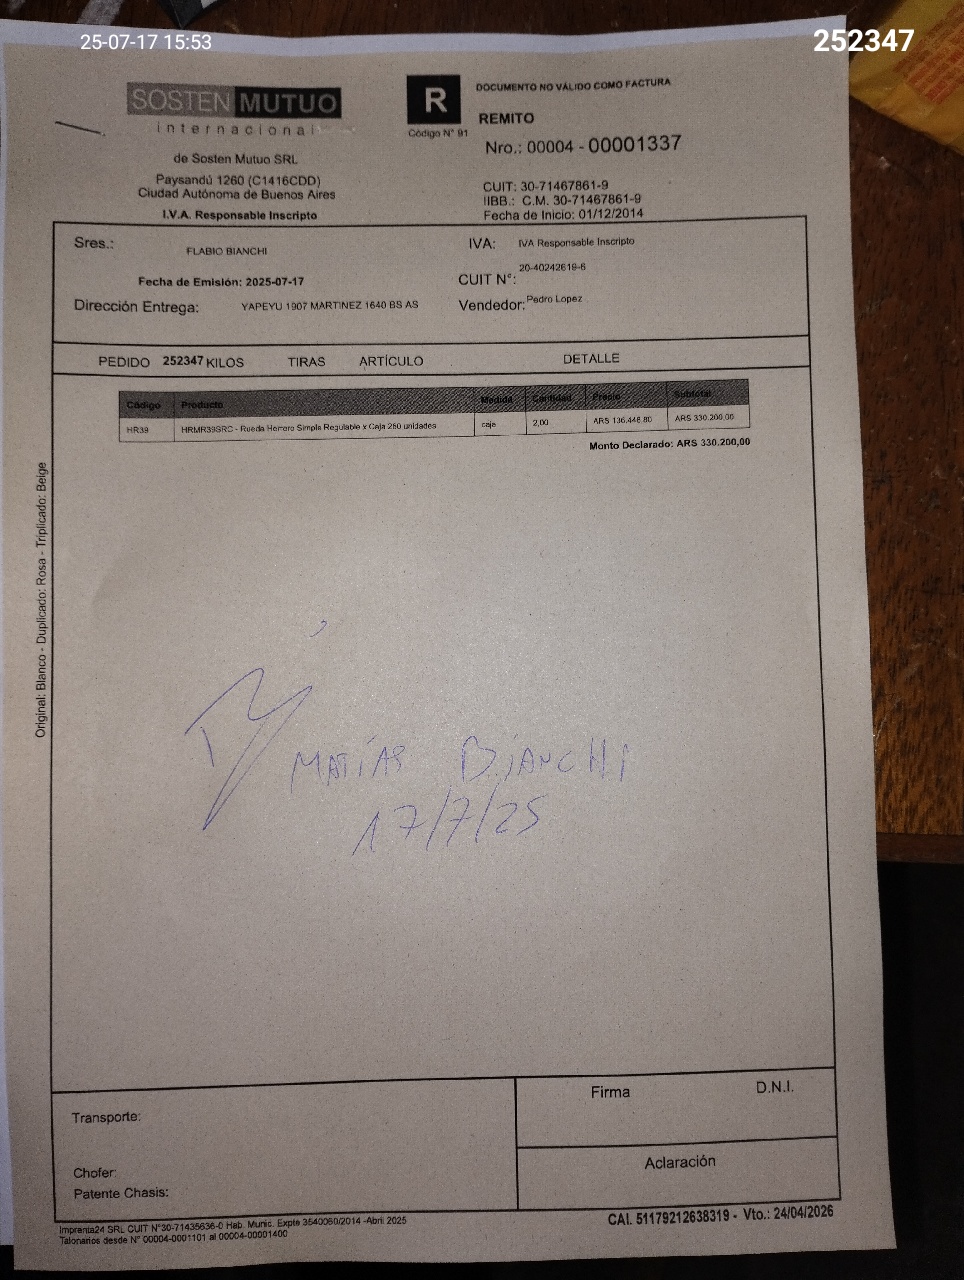 25-07-17 15:53
252347
SOSTEN MUTUO
internacional
de Sosten Mutuo SRL
Paysandú 1260 (C1416CDD)
Ciudad Autónoma de Buenos Aires
I.V.A. Responsable Inscripto
R
Código N° 91
DOCUMENTO NO VÁLIDO COMO FACTURA
REMITO
Nro.: 00004 - 00001337
CUIT: 30-71467861-9
IIBB.: C.M. 30-71467861-9
Fecha de Inicio: 01/12/2014
Sres.: FLABIO BIANCHI
Fecha de Emisión: 2025-07-17
Dirección Entrega: YAPEYU 1907 MARTINEZ 1640 BS AS
IVA: IVA Responsable Inscripto
CUIT N°: 20-40242619-6
Vendedor: Pedro Lopez
PEDIDO 252347 KILOS TIRAS ARTÍCULO DETALLE
Código Producto Medida Cantidad Precio Subtotal
HR39 HRMR39SRC - Rueda Herrero Simple Regulable x Caja 250 unidades caja 2,00 ARS 136.446,80 ARS 330.200,00
Monto Declarado: ARS 330.200,00
Original: Blanco - Duplicado: Rosa - Triplicado: Beige
MATÍAS BIANCHI
17/7/25
Transporte:
Chofer:
Patente Chasis:
Firma D.N.I.
Aclaración
Imprenta24 SRL CUIT N°30-71435636-0 Hab. Munic. Expte 3540060/2014 -Abril 2025
Talonarios desde N° 00004-0001101 al 00004-00001400
CAI. 51179212638319 - Vto.: 24/04/2026